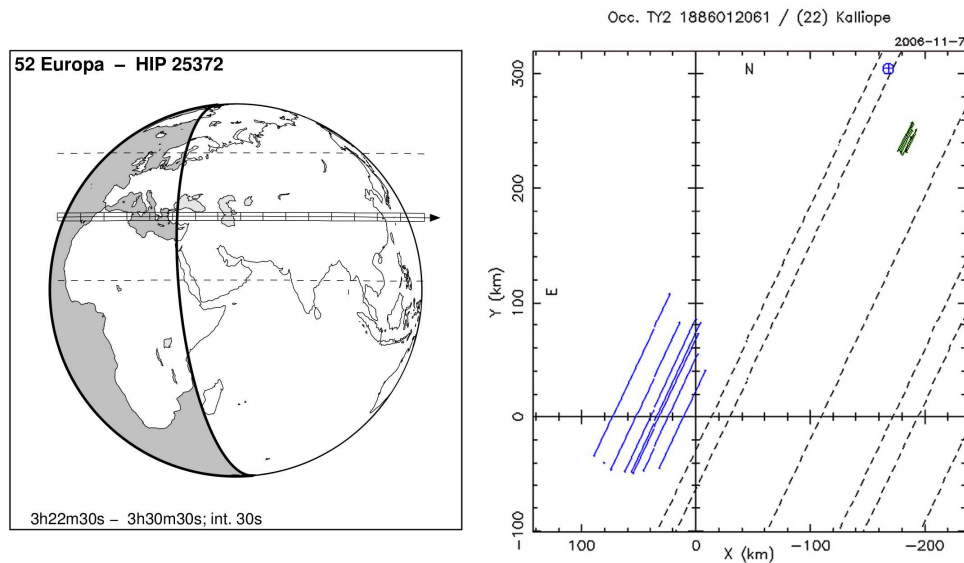 52 Europa – HIP 25372
3h22m30s – 3h30m30s; int. 30s
Occ. TY2 1886012061 / (22) Kalliope
2006-11-7
N
E
Y (km)
300
200
100
0
-100
I
100
0
-100
-200
X (km)